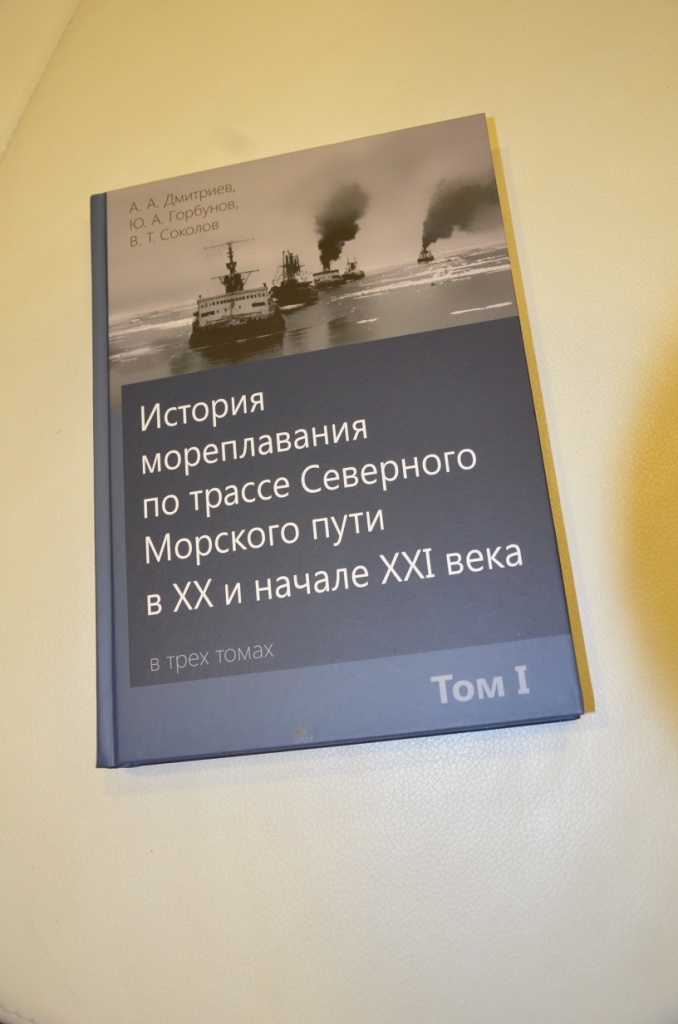 А. А. Дмитриев,
Ю. А. Горбунов,
В. Т. Соколов
История
мореплавания
по трассе Северного
Морского пути
в XX и начале XXI века
в трех томах
Том I